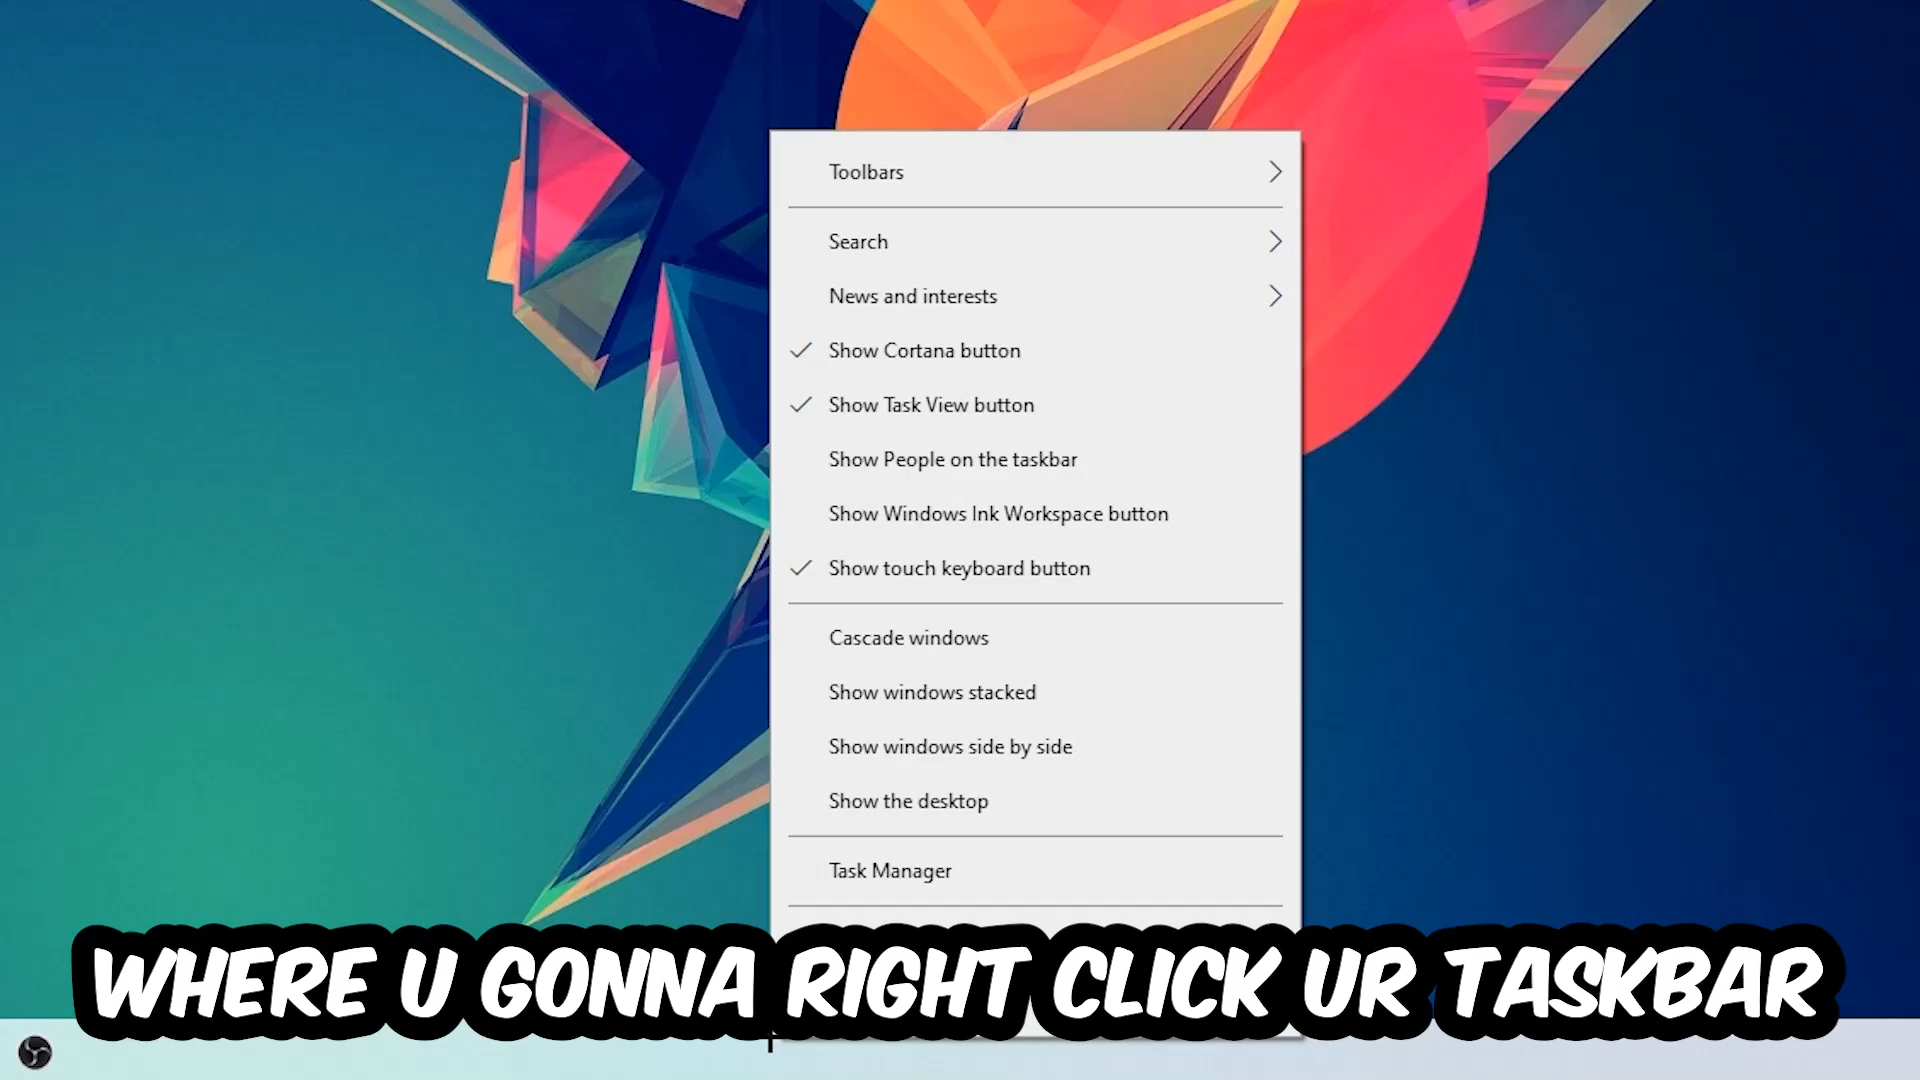 Toolbars
Search
News and interests
Show Cortana button
Show Task View button
Show People on the taskbar
Show Windows Ink Workspace button
Show touch keyboard button
Cascade windows
Show windows stacked
Show windows side by side
Show the desktop
Task Manager
WHERE U GONNA RIGHT CLICK UR TASKBAR